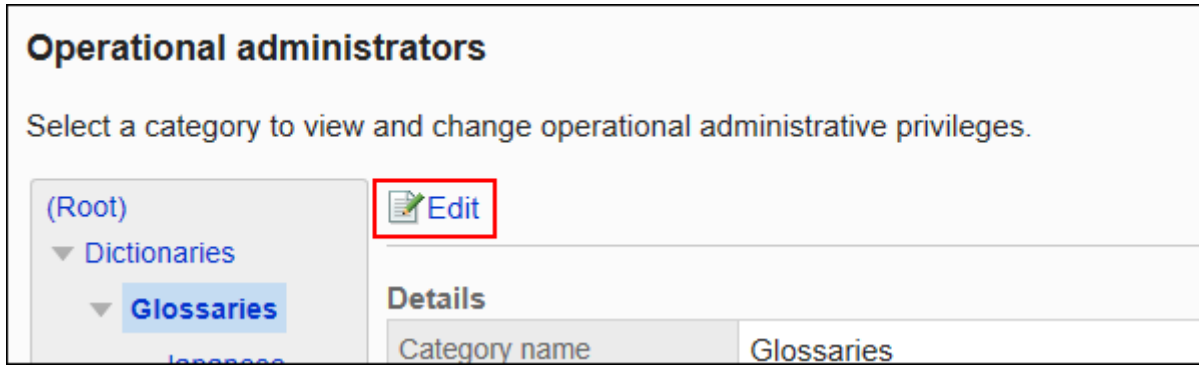 Operational administrators
Select a category to view and change operational administrative privileges.
(Root)
Edit
Dictionaries
Glossaries
Japanese
Details
Category name
Glossaries